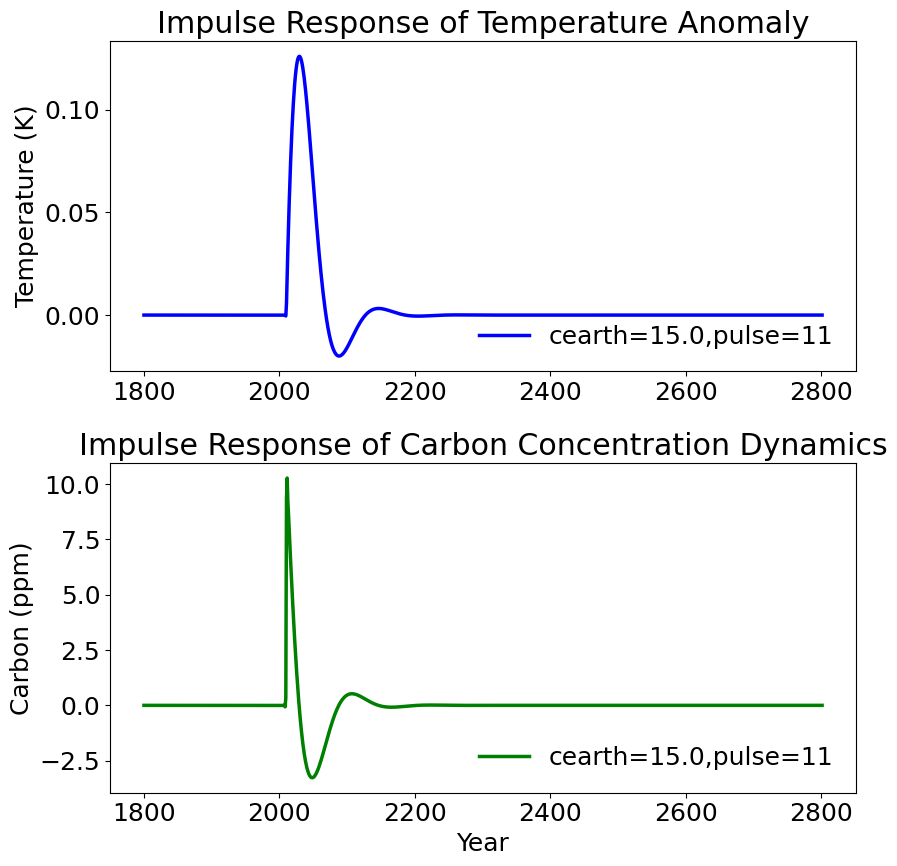 Impulse Response of Temperature Anomaly
Temperature (K)
0.10
0.05
0.00
cearth=15.0,pulse=11
1800 2000 2200 2400 2600 2800
Impulse Response of Carbon Concentration Dynamics
Carbon (ppm)
10.0
7.5
5.0
2.5
0.0
−2.5
cearth=15.0,pulse=11
1800 2000 2200 2400 2600 2800
Year